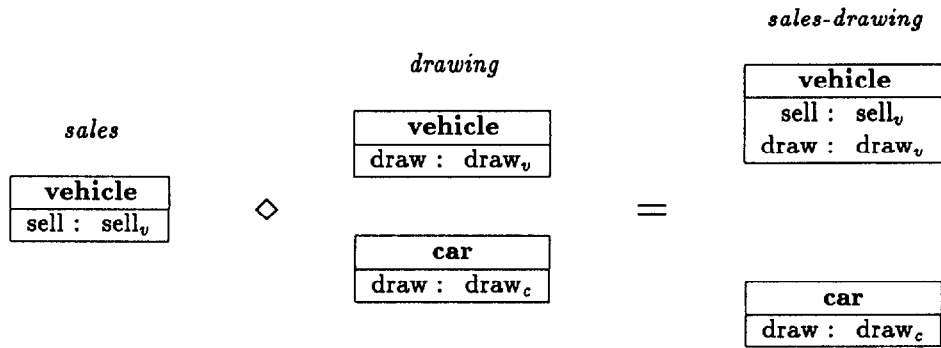 sales
vehicle
sell : sell_v
◇
drawing
vehicle
draw : draw_v
car
draw : draw_c
=
sales-drawing
vehicle
sell : sell_v
draw : draw_v
car
draw : draw_c